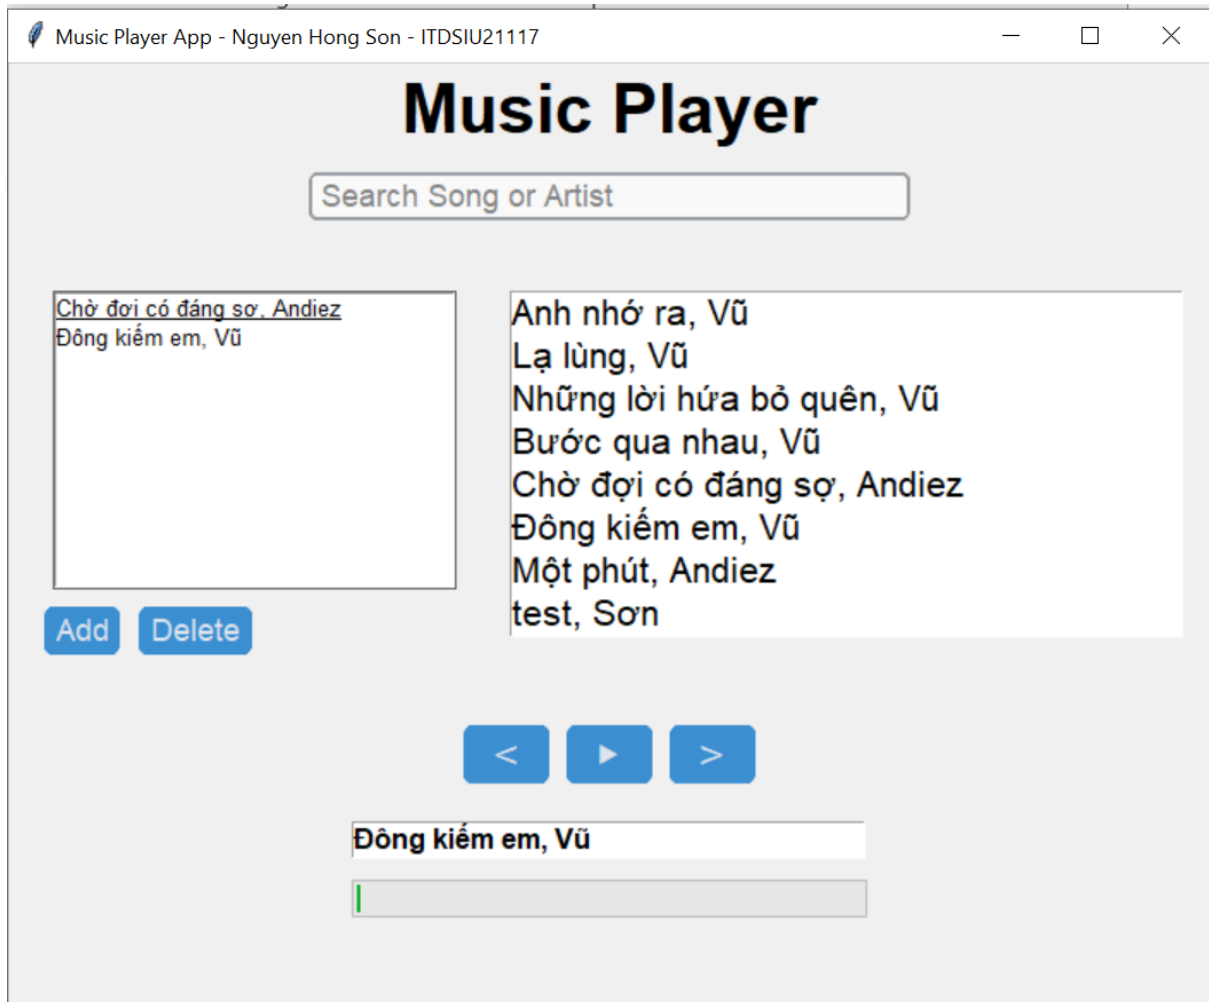 Music Player App - Nguyen Hong Son - ITDSIU21117
Music Player
Search Song or Artist
Chờ đợi có đáng sợ, Andiez
Đông kiếm em, Vũ
Add Delete
Anh nhớ ra, Vũ
Lạ lùng, Vũ
Những lời hứa bỏ quên, Vũ
Bước qua nhau, Vũ
Chờ đợi có đáng sợ, Andiez
Đông kiếm em, Vũ
Một phút, Andiez
test, Sơn
< ▶ >
Đông kiếm em, Vũ